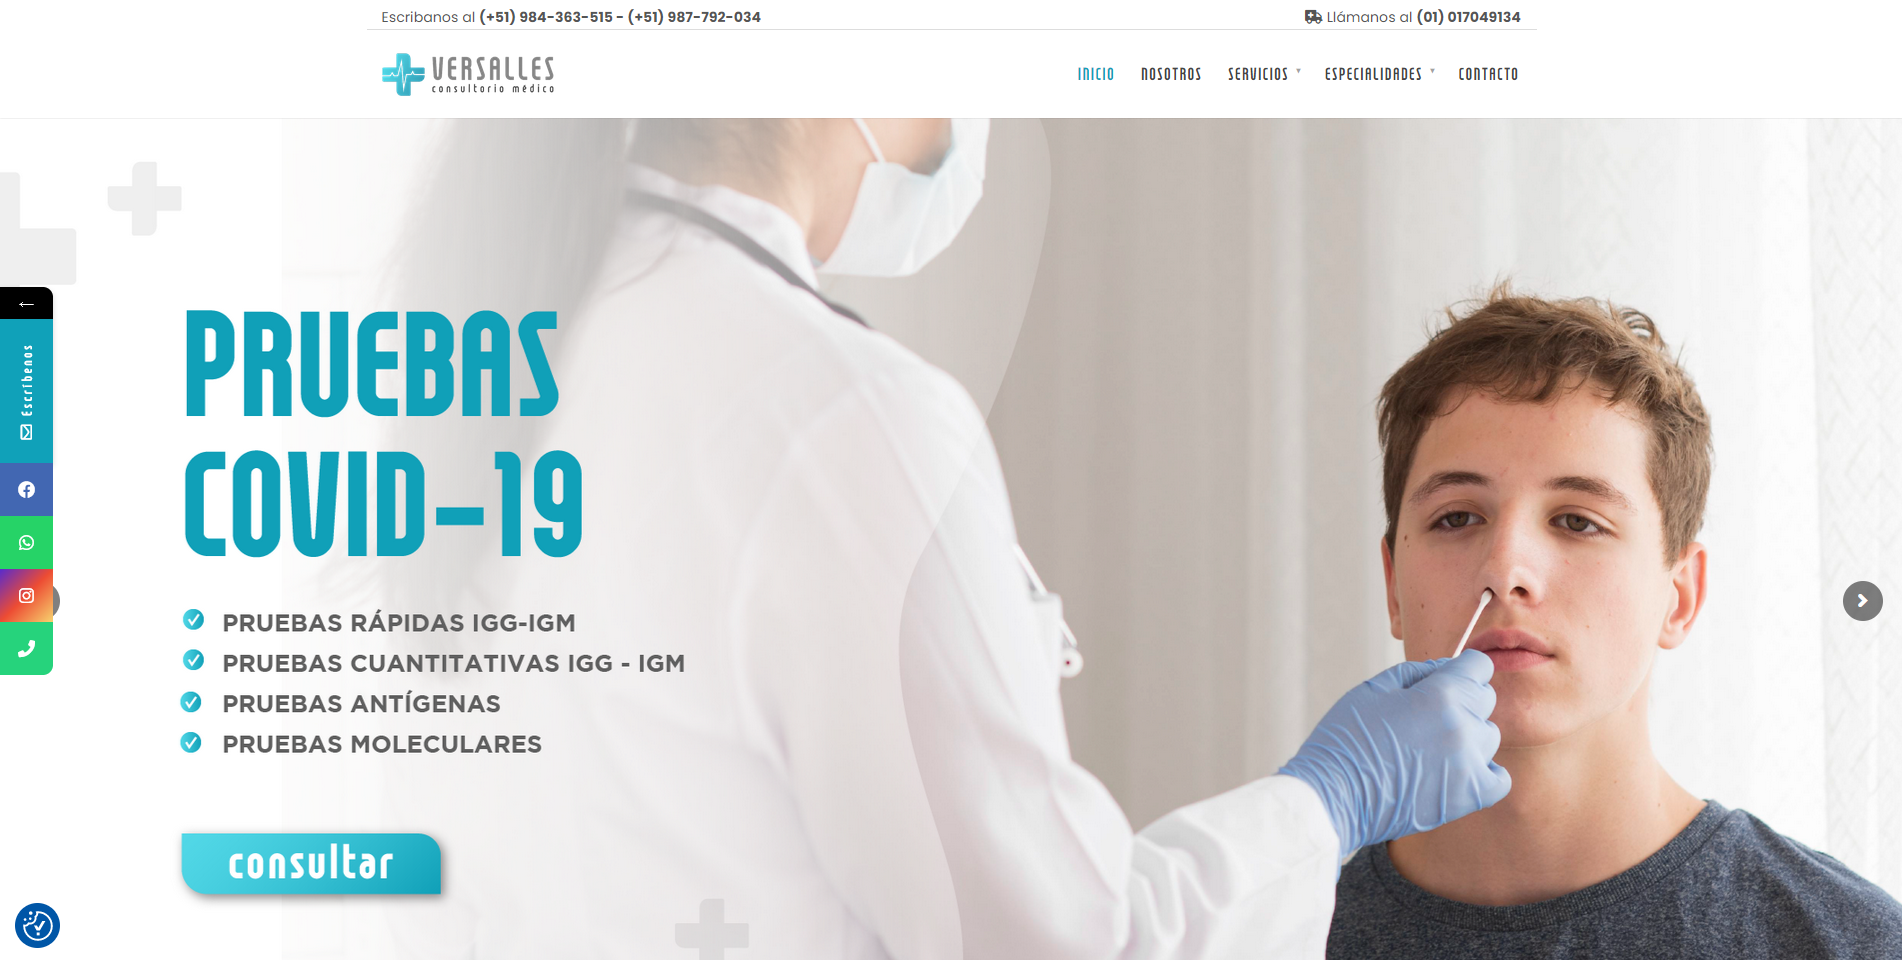 Escribanos al (+51) 984-363-515 - (+51) 987-792-034
Llámanos al (01) 017049134
VERSALLES
consultorio médico
INICIO NOSOTROS SERVICIOS ESPECIALIDADES CONTACTO
Escríbenos
PRUEBAS
COVID-19
PRUEBAS RÁPIDAS IGG-IGM
PRUEBAS CUANTITATIVAS IGG - IGM
PRUEBAS ANTÍGENAS
PRUEBAS MOLECULARES
consultar